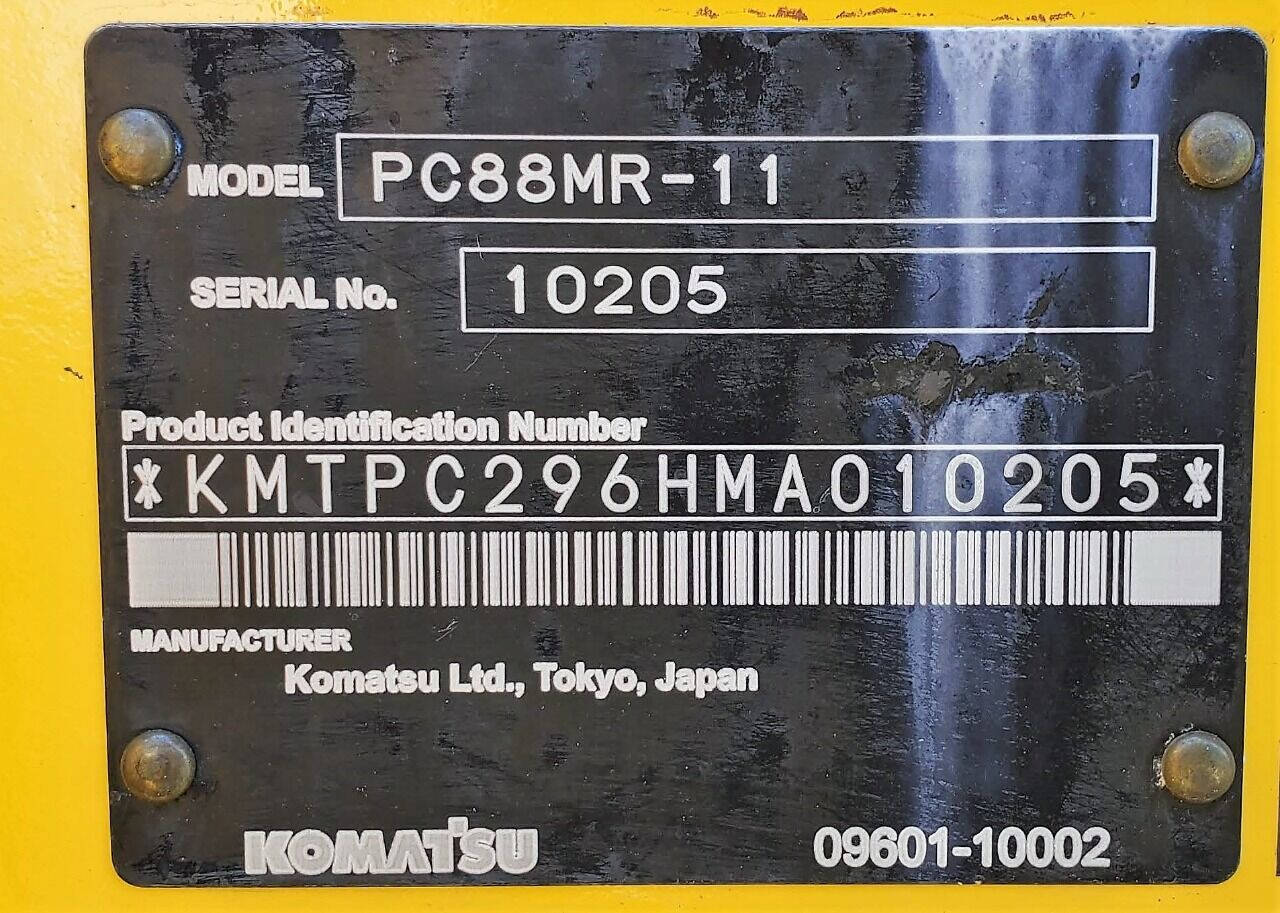 MODEL PC88MR-11
SERIAL No. 10205
Product Identification Number
*KMTPC296HMA010205*
MANUFACTURER
Komatsu Ltd., Tokyo, Japan
KOMATSU 09601-10002